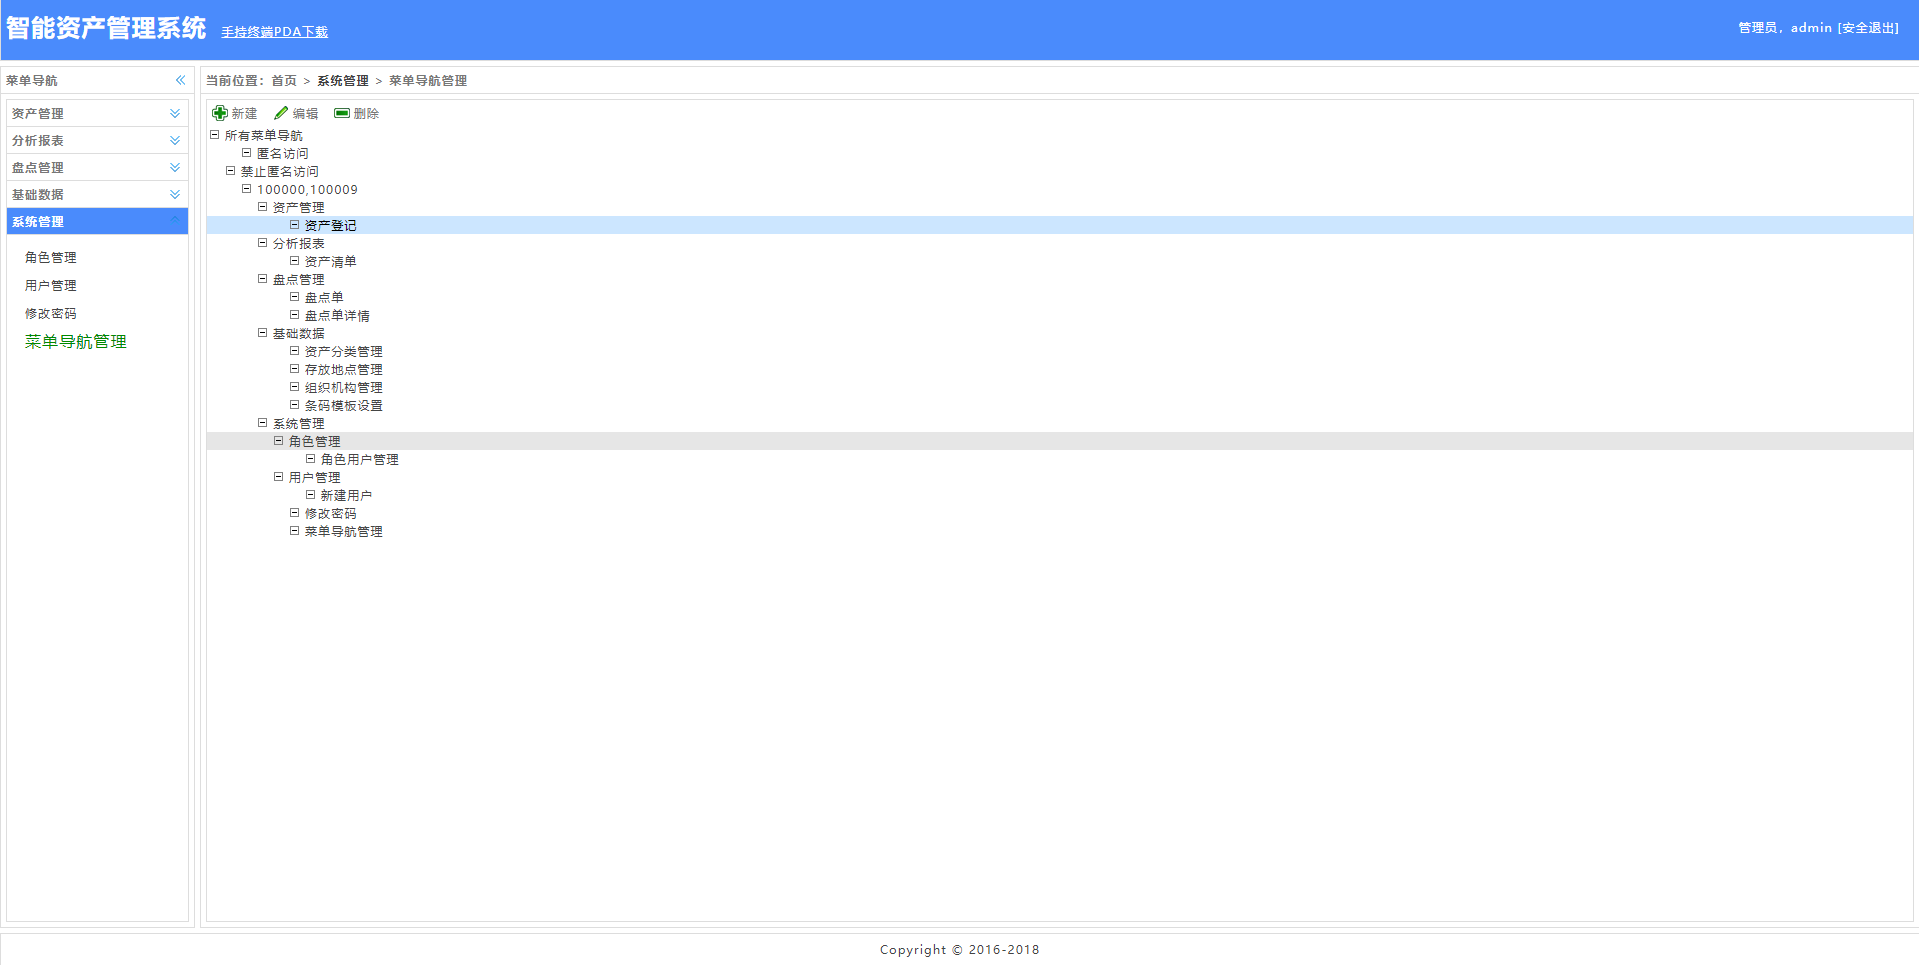 智能资产管理系统 手持终端PDA下载
管理员，admin [安全退出]
菜单导航
资产管理
分析报表
盘点管理
基础数据
系统管理
角色管理
用户管理
修改密码
菜单导航管理
当前位置：首页 > 系统管理 > 菜单导航管理
新建 编辑 删除
所有菜单导航
匿名访问
禁止匿名访问
100000,100009
资产管理
资产登记
分析报表
资产清单
盘点管理
盘点单
盘点单详情
基础数据
资产分类管理
存放地点管理
组织机构管理
条码模板设置
系统管理
角色管理
角色用户管理
用户管理
新建用户
修改密码
菜单导航管理
Copyright © 2016-2018